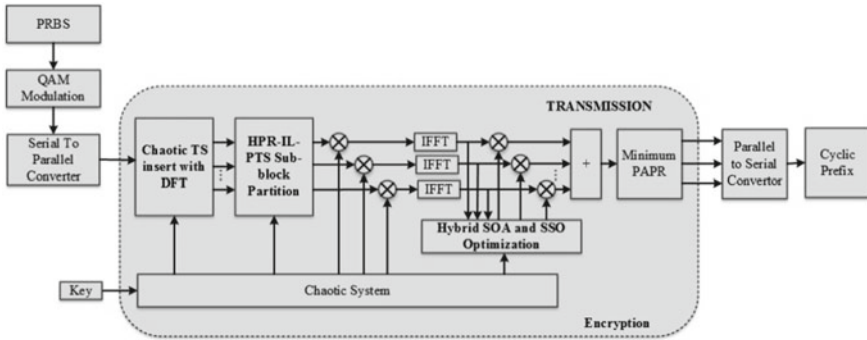 PRBS
QAM
Modulation
Serial To
Parallel
Converter
TRANSMISSION
Chaotic TS
insert with
DFT
HPR-IL-
PTS Sub-
block
Partition
IFFT
IFFT
IFFT
+
Minimum
PAPR
Parallel
to Serial
Convertor
Cyclic
Prefix
Hybrid SOA and SSO
Optimization
Key
Chaotic System
Encryption